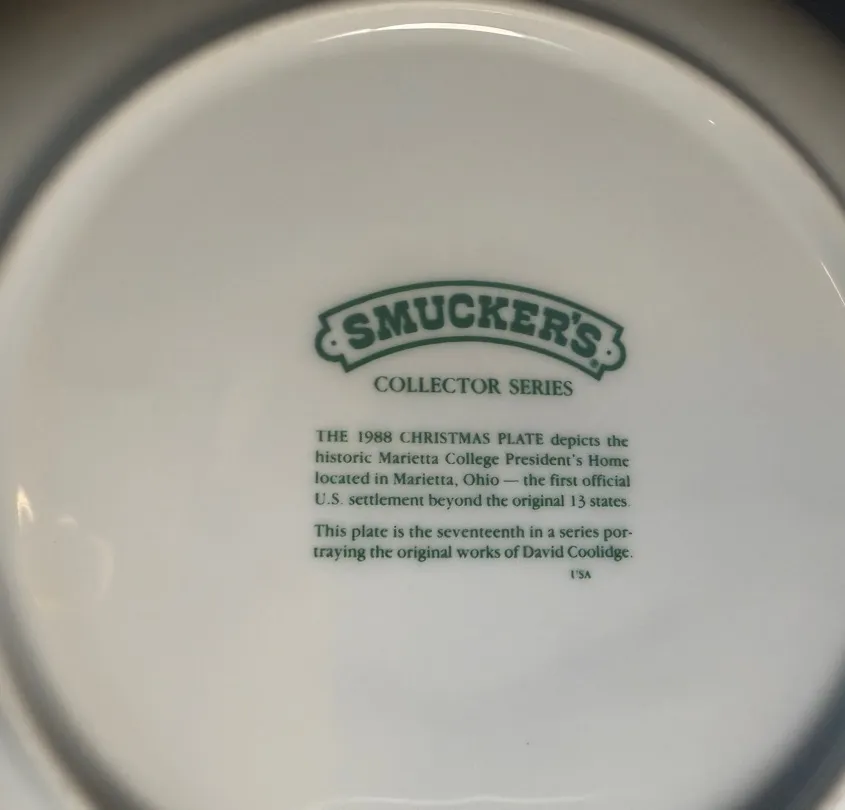 SMUCKER'S®
COLLECTOR SERIES
THE 1988 CHRISTMAS PLATE depicts the
historic Marietta College President's Home
located in Marietta, Ohio — the first official
U.S. settlement beyond the original 13 states.
This plate is the seventeenth in a series por-
traying the original works of David Coolidge.
USA